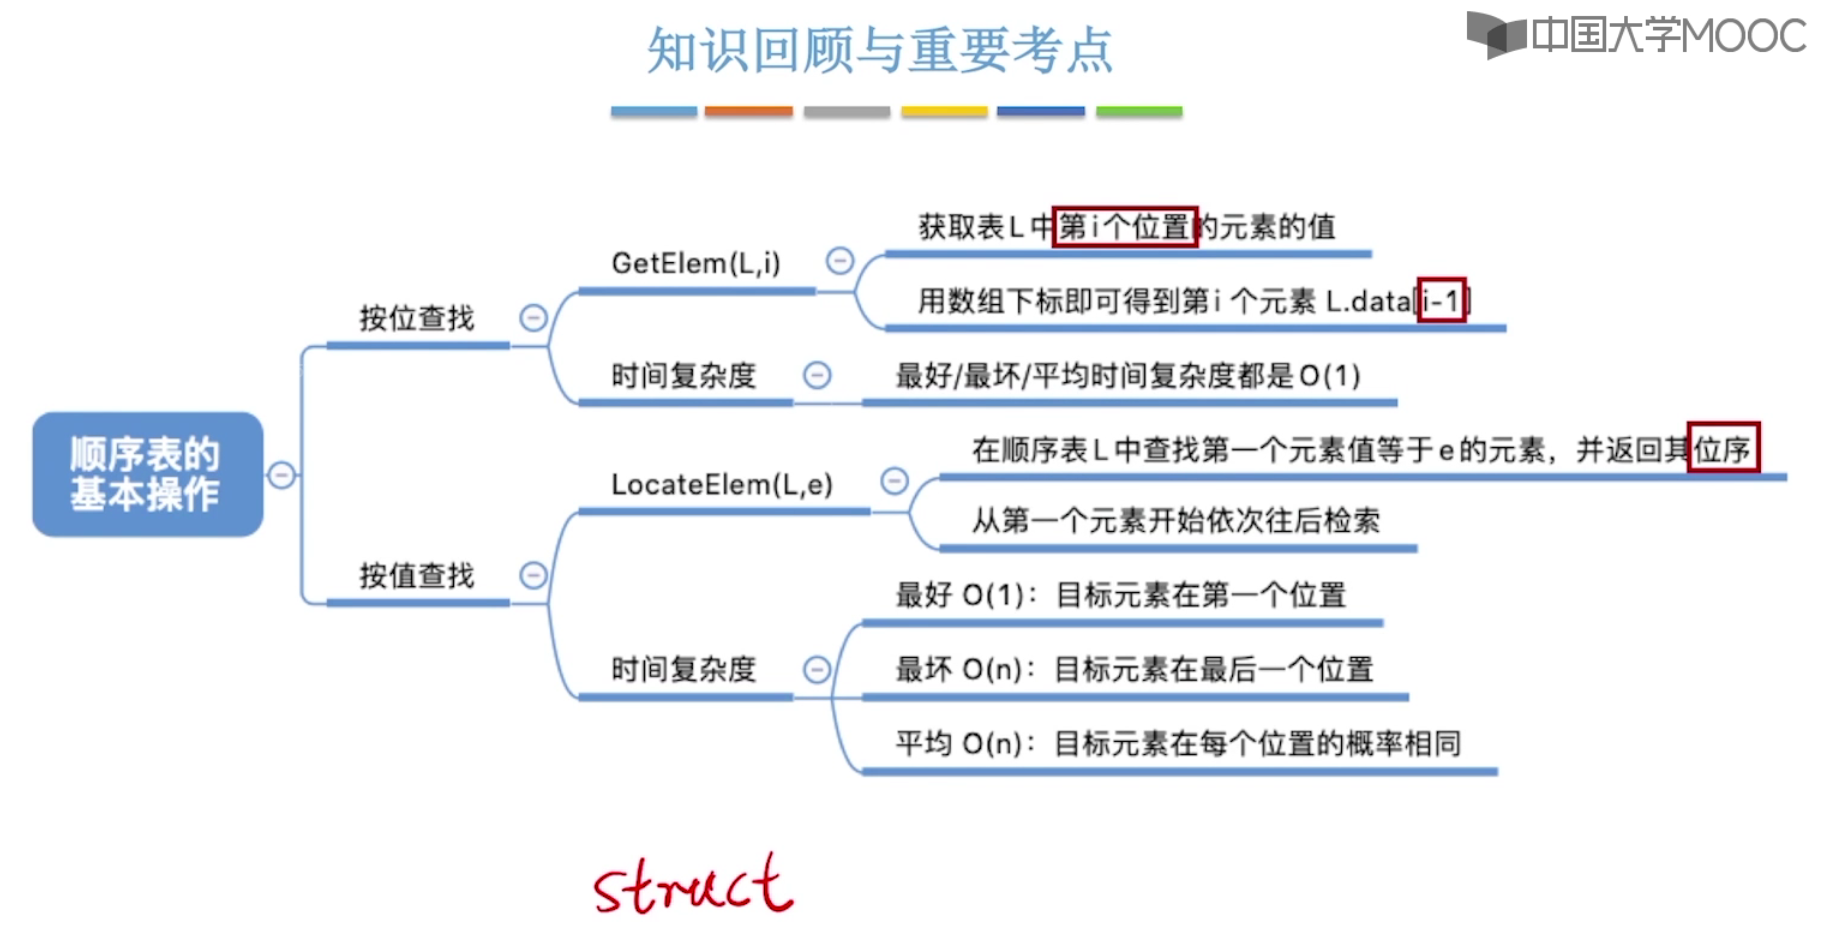 知识回顾与重要考点
中国大学MOOC
获取表L中第i个位置的元素的值
GetElem(L,i)
用数组下标即可得到第i个元素 L.data[i-1]
按位查找
时间复杂度
最好/最坏/平均时间复杂度都是O(1)
顺序表的
基本操作
在顺序表L中查找第一个元素值等于e的元素，并返回其位序
LocateElem(L,e)
从第一个元素开始依次往后检索
按值查找
最好 O(1)：目标元素在第一个位置
时间复杂度
最坏 O(n)：目标元素在最后一个位置
平均 O(n)：目标元素在每个位置的概率相同
struct